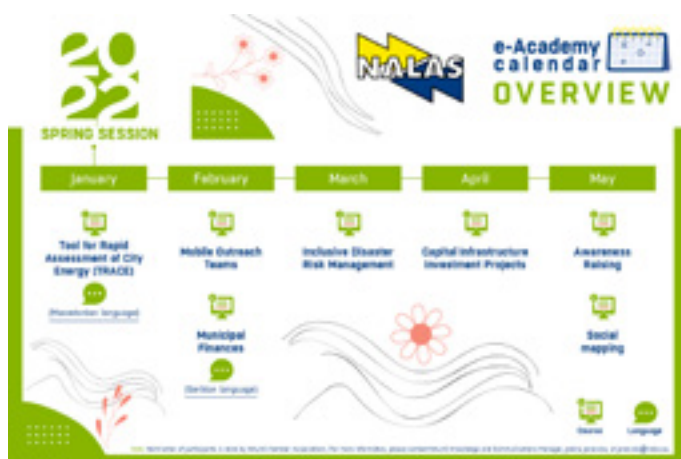 2022
SPRING SESSION
NALAS
e-Academy
calendar
OVERVIEW
January
February
March
April
May
Tool for Rapid
Assessment of City
Energy (TRACE)
(Macedonian language)
Mobile Outreach
Teams
Municipal
Finances
(Serbian language)
Inclusive Disaster
Risk Management
Capital Infrastructure
Investment Projects
Awareness
Raising
Social
mapping
Course
Language